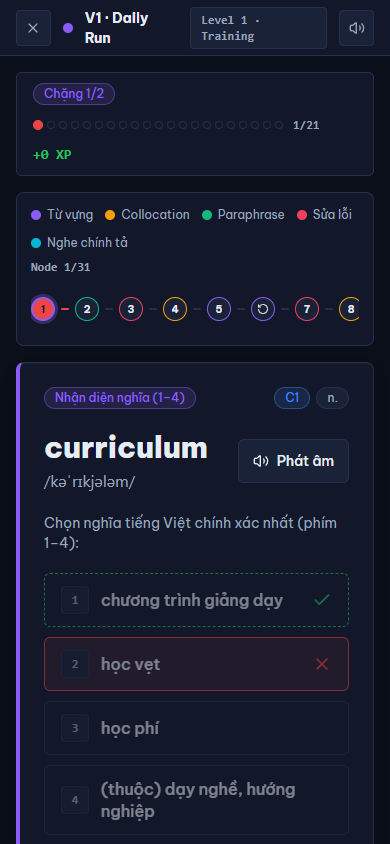 V1 · Daily
Run
Level 1 ·
Training
Chặng 1/2
1/21
+0 XP
Từ vựng
Collocation
Paraphrase
Sửa lỗi
Nghe chính tả
Node 1/31
1 2 3 4 5 7 8
Nhận diện nghĩa (1–4)
C1
n.
curriculum
Phát âm
/kəˈrɪkjələm/
Chọn nghĩa tiếng Việt chính xác nhất (phím
1–4):
1 chương trình giảng dạy
2 học vẹt
3 học phí
4 (thuộc) dạy nghề, hướng
nghiệp